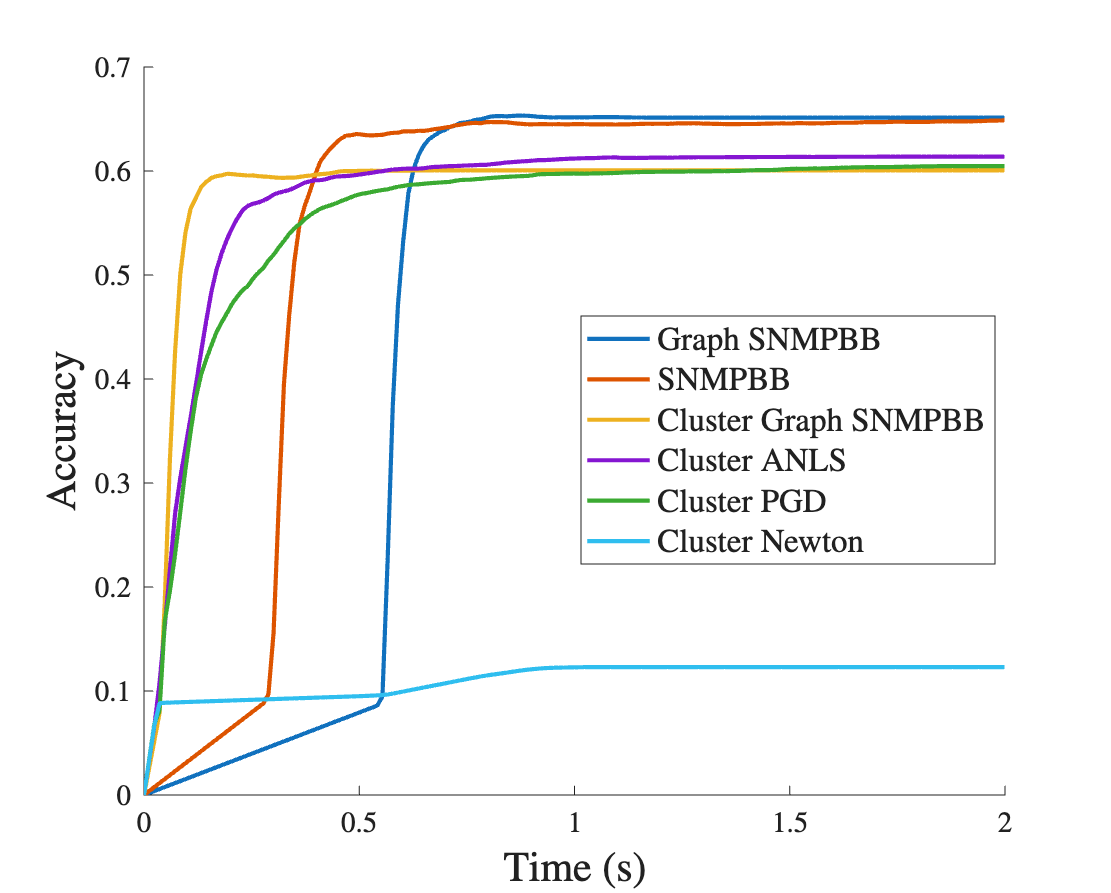 0.7
0.6
0.5
0.4
0.3
0.2
0.1
0
Accuracy
Graph SNMPBB
SNMPBB
Cluster Graph SNMPBB
Cluster ANLS
Cluster PGD
Cluster Newton
0 0.5 1 1.5 2
Time (s)